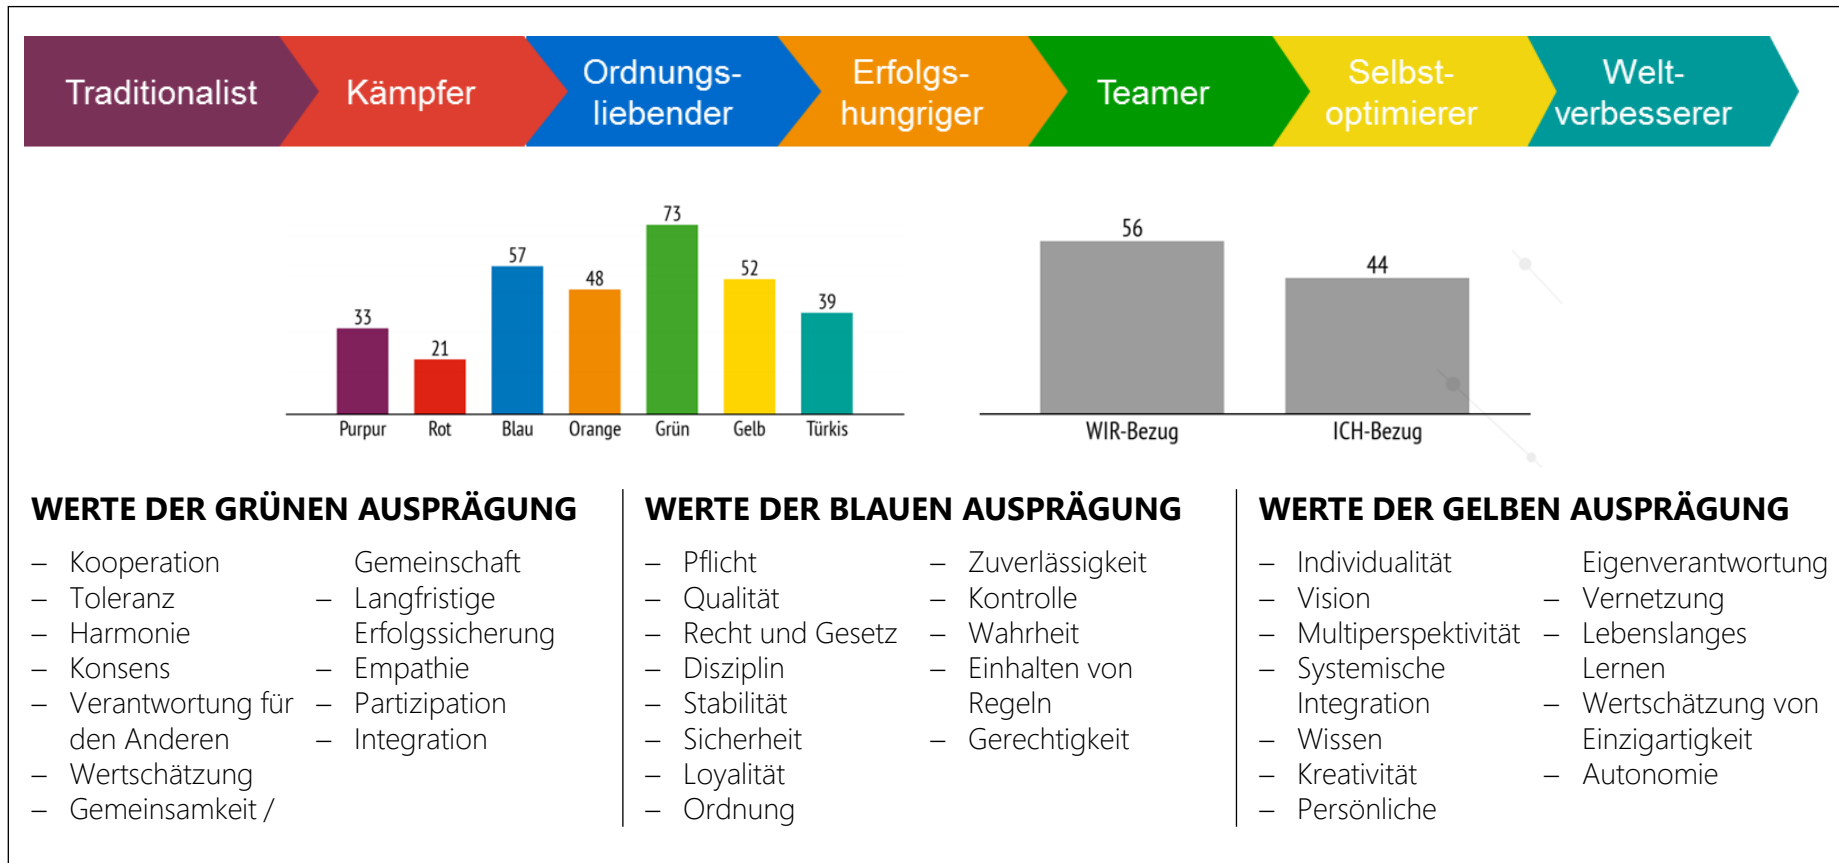 Traditionalist
Kämpfer
Ordnungs-
liebender
Erfolgs-
hungriger
Teamer
Selbst-
optimierer
Welt-
verbesserer
33
21
57
48
73
52
39
Purpur
Rot
Blau
Orange
Grün
Gelb
Türkis
56
44
WIR-Bezug
ICH-Bezug
WERTE DER GRÜNEN AUSPRÄGUNG
– Kooperation
– Toleranz
– Harmonie
– Konsens
– Verantwortung für
den Anderen
– Wertschätzung
– Gemeinsamkeit /
Gemeinschaft
– Langfristige
Erfolgssicherung
– Empathie
– Partizipation
– Integration
WERTE DER BLAUEN AUSPRÄGUNG
– Pflicht
– Qualität
– Recht und Gesetz
– Disziplin
– Stabilität
– Sicherheit
– Loyalität
– Ordnung
– Zuverlässigkeit
– Kontrolle
– Wahrheit
– Einhalten von
Regeln
– Gerechtigkeit
WERTE DER GELBEN AUSPRÄGUNG
– Individualität
– Vision
– Multiperspektivität
– Systemische
Integration
– Wissen
– Kreativität
– Persönliche
Eigenverantwortung
– Vernetzung
– Lebenslanges
Lernen
– Wertschätzung von
Einzigartigkeit
– Autonomie